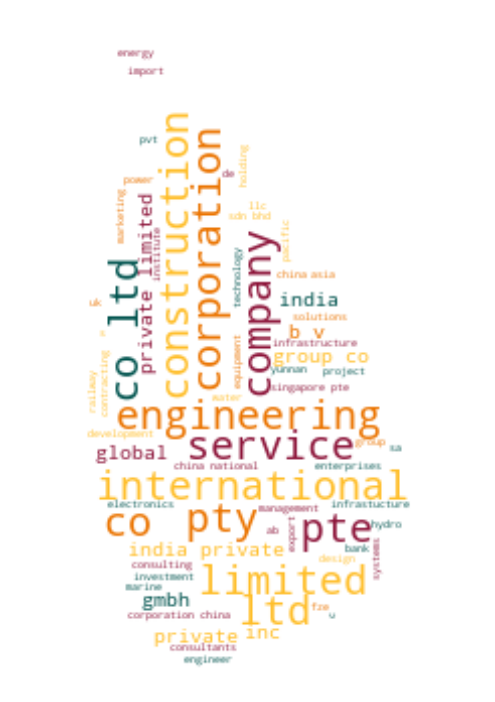 energy
import
pvt
construction
corporation
de
holding
power
marketing
private limited
institute
llc
sdn bhd
pacific
company
co ltd
technology
china asia
uk
india
solutions
b v
infrastructure
equipment
group co
railway
contracting
yunnan
project
singapore pte
water
engineering
development
service
group
sa
global
china national
enterprises
international
electronics
management
infrastucture
co
pty
pte
hydro
ab
export
india private
bank
design
systems
consulting
investment
limited
marine
gmbh
ltd
fze
u
corporation china
private
inc
consultants
engineer